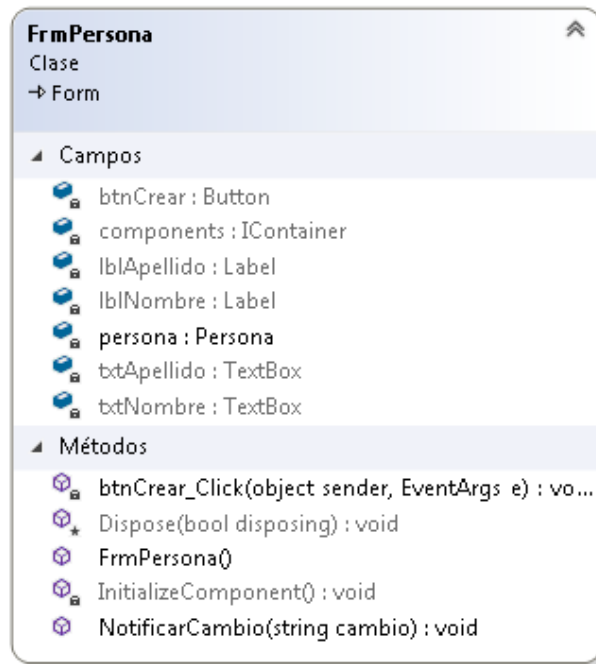 FrmPersona
Clase
Form
Campos
btnCrear : Button
components : IContainer
lblApellido : Label
lblNombre : Label
persona : Persona
txtApellido : TextBox
txtNombre : TextBox
Métodos
btnCrear_Click(object sender, EventArgs e) : vo...
Dispose(bool disposing) : void
FrmPersona()
InitializeComponent() : void
NotificarCambio(string cambio) : void